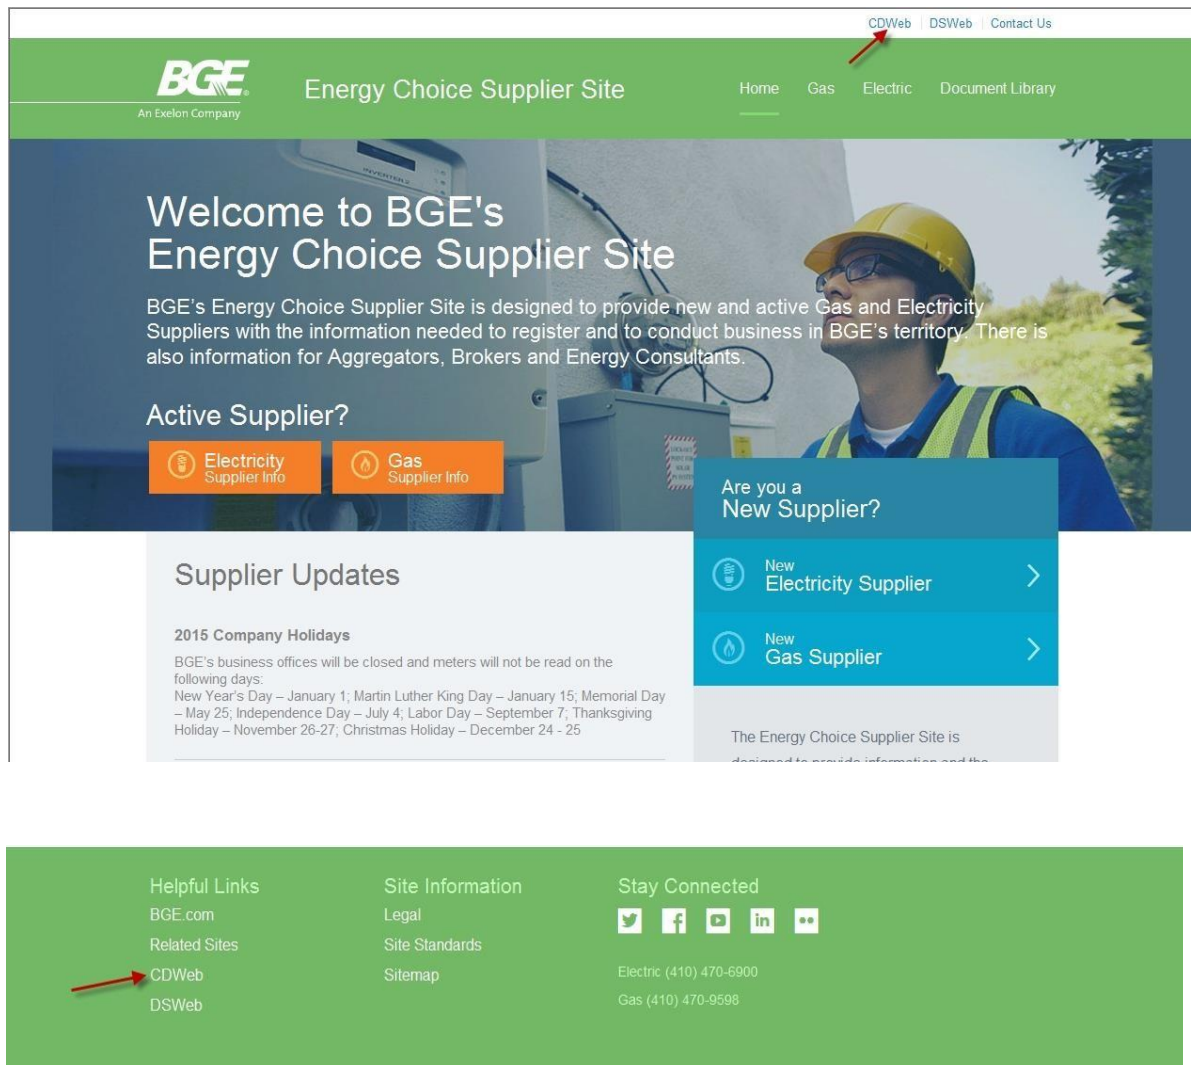 CDWeb DSWeb Contact Us
BGE
An Exelon Company
Energy Choice Supplier Site
Home Gas Electric Document Library
Welcome to BGE's
Energy Choice Supplier Site
BGE's Energy Choice Supplier Site is designed to provide new and active Gas and Electricity
Suppliers with the information needed to register and to conduct business in BGE's territory. There is
also information for Aggregators, Brokers and Energy Consultants.
Active Supplier?
Electricity
Supplier Info
Gas
Supplier Info
Are you a
New Supplier?
New
Electricity Supplier
New
Gas Supplier
Supplier Updates
2015 Company Holidays
BGE's business offices will be closed and meters will not be read on the
following days:
New Year's Day – January 1; Martin Luther King Day – January 15; Memorial Day
– May 25; Independence Day – July 4; Labor Day – September 7; Thanksgiving
Holiday – November 26-27; Christmas Holiday – December 24 - 25
The Energy Choice Supplier Site is
designed to provide information and the
Helpful Links
BGE.com
Related Sites
CDWeb
DSWeb
Site Information
Legal
Site Standards
Sitemap
Stay Connected
Electric (410) 470-6900
Gas (410) 470-9598